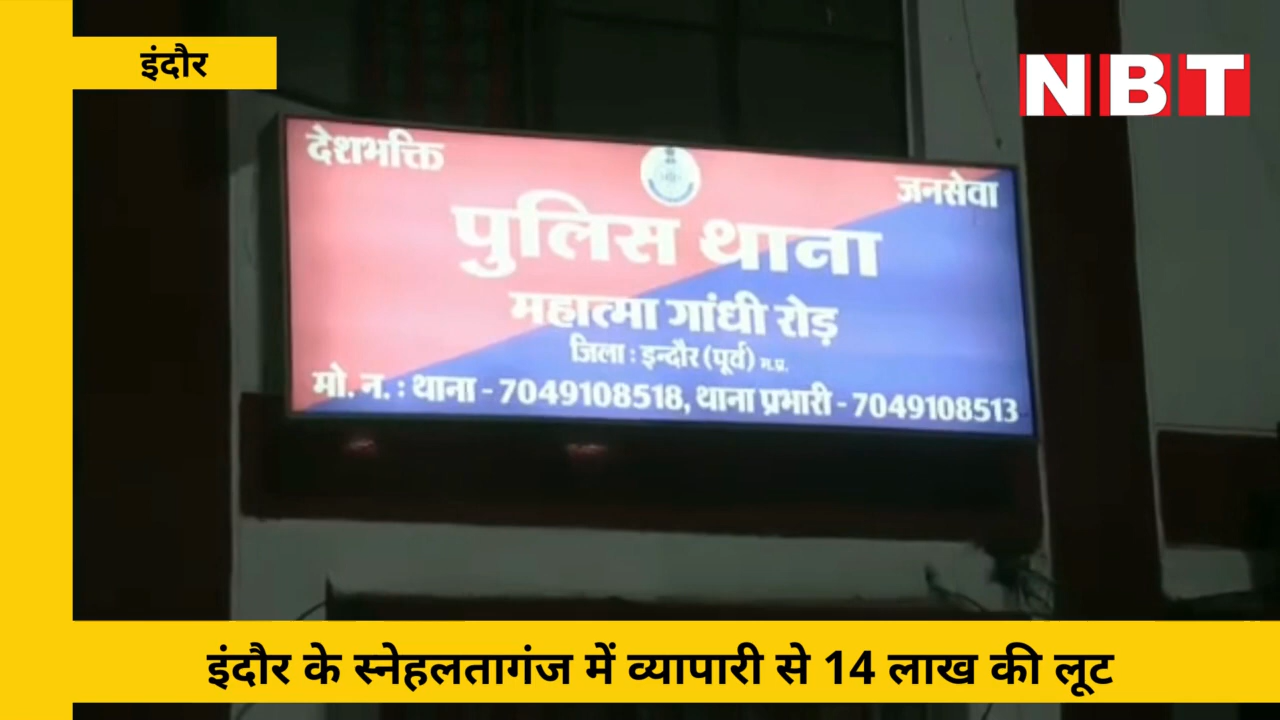 इंदौर
NBT
देशभक्ति
जनसेवा
पुलिस थाना
महात्मा गांधी रोड़
जिला : इन्दौर (पूर्व) म.प्र.
मो. न. : थाना - 7049108518, थाना प्रभारी - 7049108513
इंदौर के स्नेहलतागंज में व्यापारी से 14 लाख की लूट